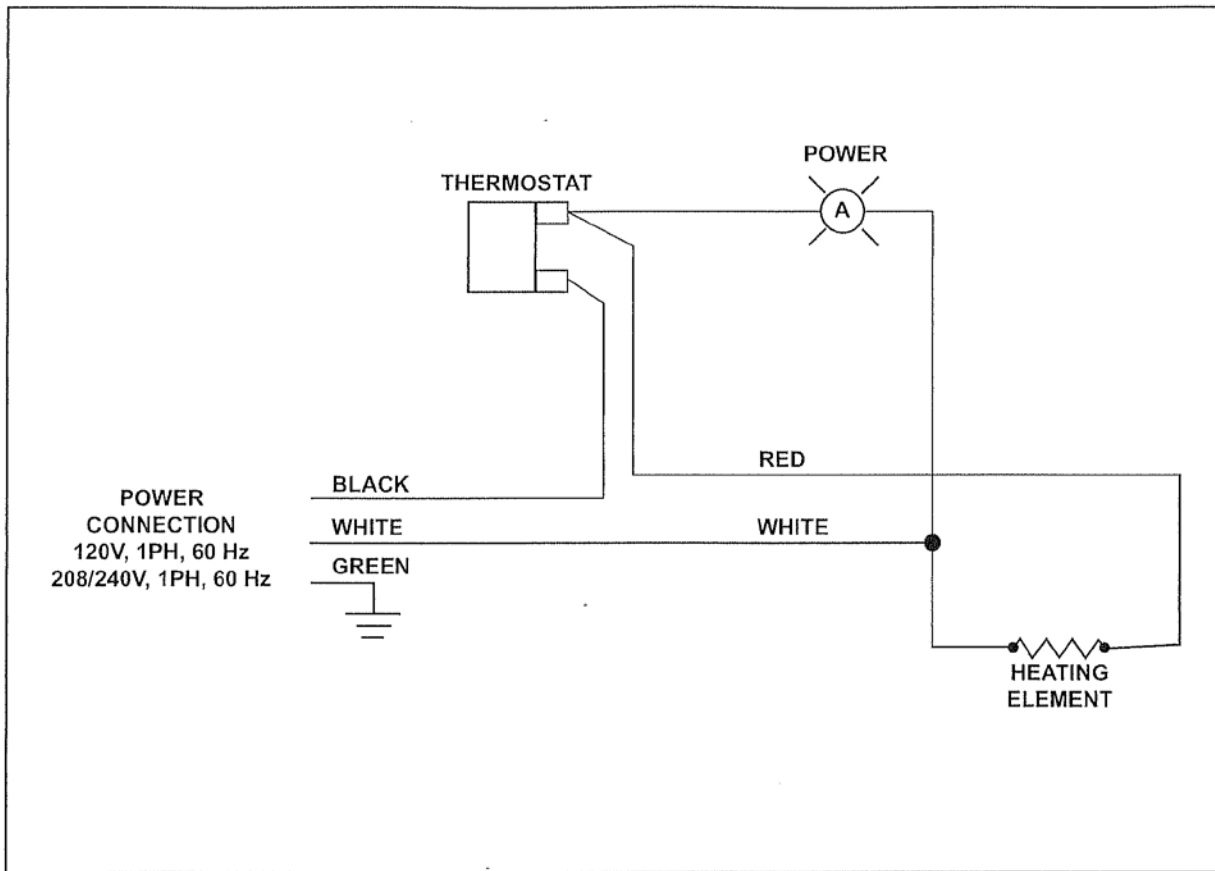 POWER
THERMOSTAT
A
RED
BLACK
POWER
CONNECTION
120V, 1PH, 60 Hz
208/240V, 1PH, 60 Hz
WHITE
WHITE
GREEN
HEATING
ELEMENT